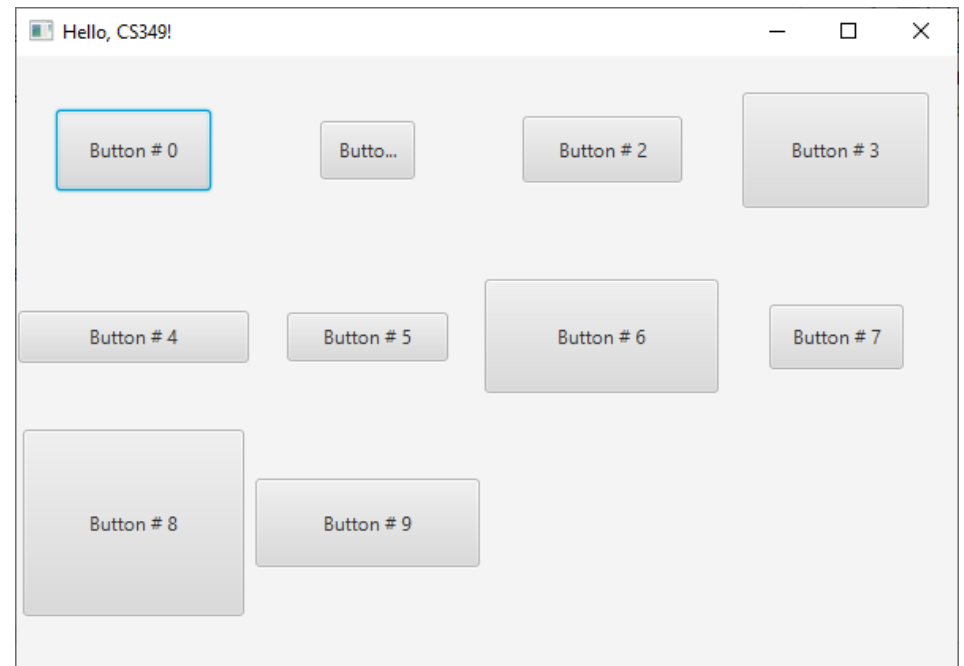 Hello, CS349!
Button # 0
Butto...
Button # 2
Button # 3
Button # 4
Button # 5
Button # 6
Button # 7
Button # 8
Button # 9